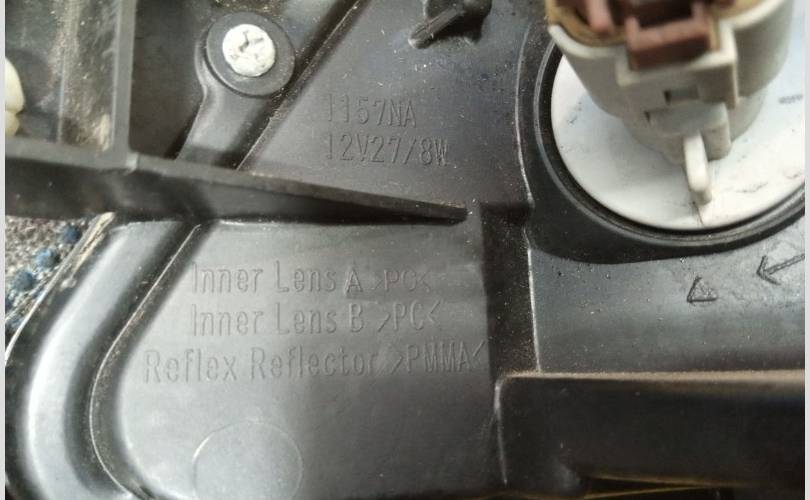 1157NA
12V27/8W
Inner Lens A >PC<
Inner Lens B >PC<
Reflex Reflector >PMMA<